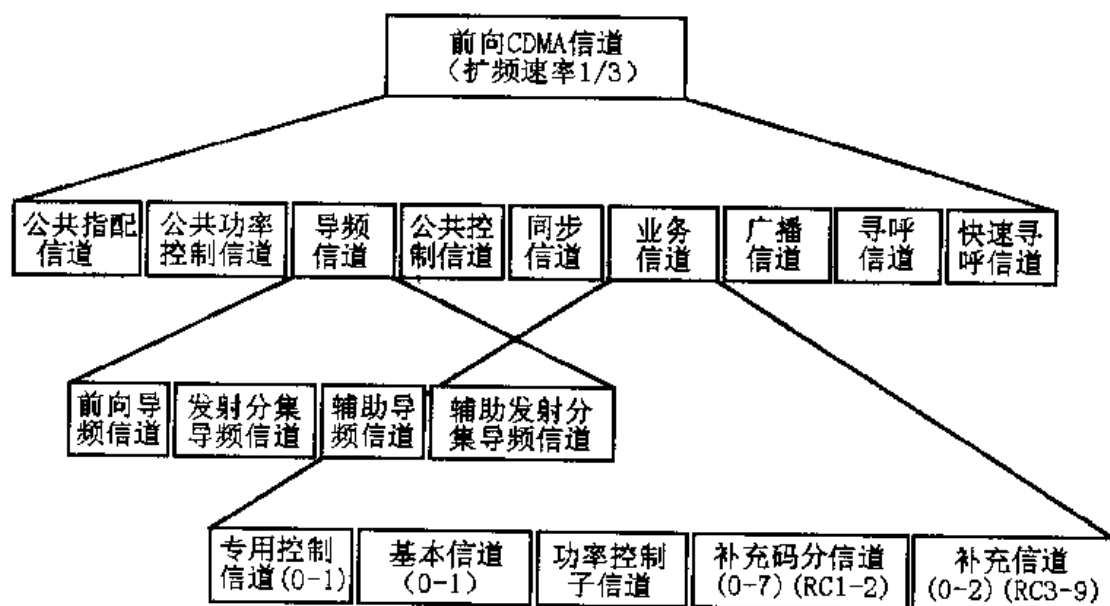 前向CDMA信道
(扩频速率1/3)
公共指配
信道
公共功率
控制信道
导频
信道
公共控
制信道
同步
信道
业务
信道
广播
信道
寻呼
信道
快速寻
呼信道
前向导
频信道
发射分集
导频信道
辅助导
频信道
辅助发射分
集导频信道
专用控制
信道(0-1)
基本信道
(0-1)
功率控制
子信道
补充码分信道
(0-7)(RC1-2)
补充信道
(0-2)(RC3-9)